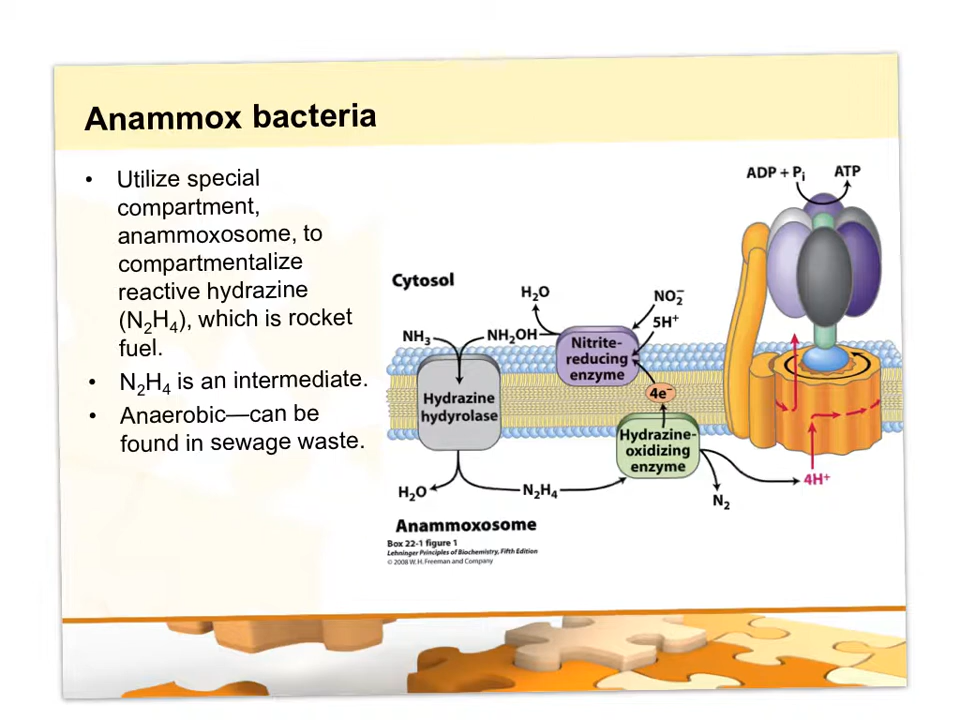 Anammox bacteria
• Utilize special
compartment,
anammoxosome, to
compartmentalize
reactive hydrazine
(N₂H₄), which is rocket
fuel.
• N₂H₄ is an intermediate.
• Anaerobic—can be
found in sewage waste.
ADP + Pᵢ ATP
Cytosol
H₂O
NO₂⁻
5H⁺
NH₃
NH₂OH
Nitrite-
reducing
enzyme
Hydrazine
hydyrolase
4e⁻
Hydrazine-
oxidizing
enzyme
H₂O
N₂H₄
N₂
4H⁺
Anammoxosome
Box 22-1 figure 1
Lehninger Principles of Biochemistry, Fifth Edition
© 2008 W. H. Freeman and Company